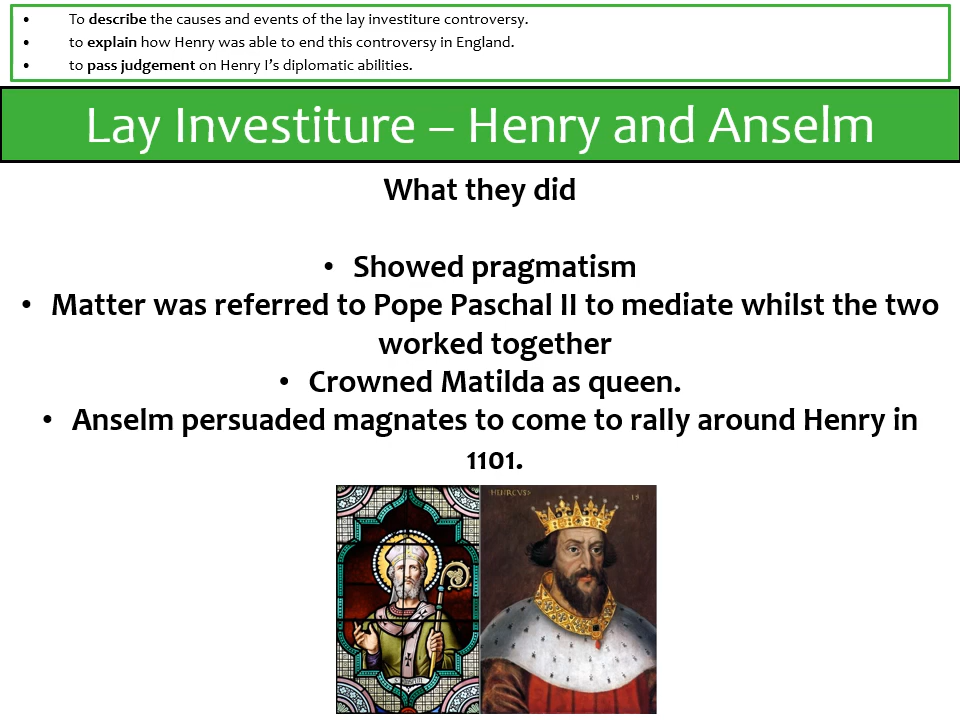 • To describe the causes and events of the lay investiture controversy.
• to explain how Henry was able to end this controversy in England.
• to pass judgement on Henry I’s diplomatic abilities.
Lay Investiture – Henry and Anselm
What they did
• Showed pragmatism
• Matter was referred to Pope Paschal II to mediate whilst the two
worked together
• Crowned Matilda as queen.
• Anselm persuaded magnates to come to rally around Henry in
1101.